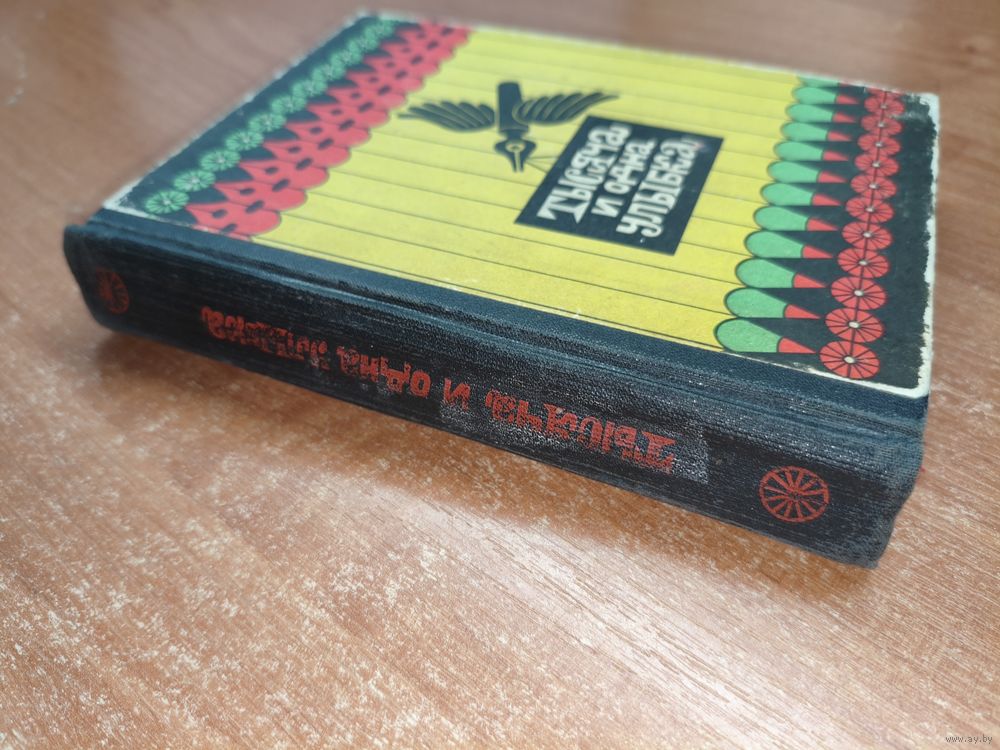 Тысяча
и одна
улыбка
Тысяча и одна улыбка
www.ay.by